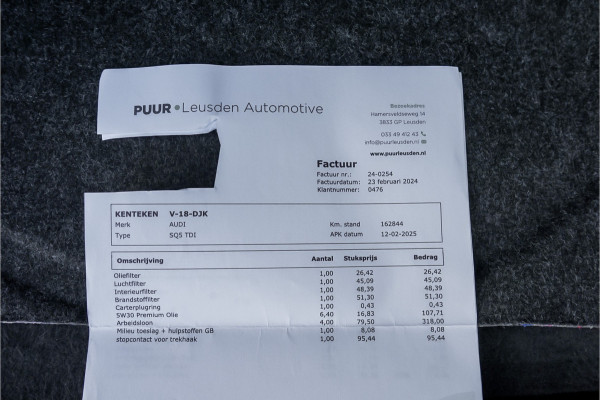 PUUR • Leusden Automotive
Bezoekadres
Hamersveldseweg 14
3833 GP Leusden
033 49 412 43
info@puurleusden.nl
www.puurleusden.nl
Factuur
Factuur nr.: 24-0254
Factuurdatum: 23 februari 2024
Klantnummer: 0476
KENTEKEN V-18-DJK
Merk AUDI Km. stand 162844
Type SQ5 TDI APK datum 12-02-2025
Omschrijving Aantal Stuksprijs Bedrag
Oliefilter 1,00 26,42 26,42
Luchtfilter 1,00 45,09 45,09
Interieurfilter 1,00 48,39 48,39
Brandstoffilter 1,00 51,30 51,30
Carterplugring 1,00 0,43 0,43
5W30 Premium Olie 6,40 16,83 107,71
Arbeidsloon 4,00 79,50 318,00
Milieu toeslag + hulpstoffen GB 1,00 8,08 8,08
stopcontact voor trekhaak 1,00 95,44 95,44